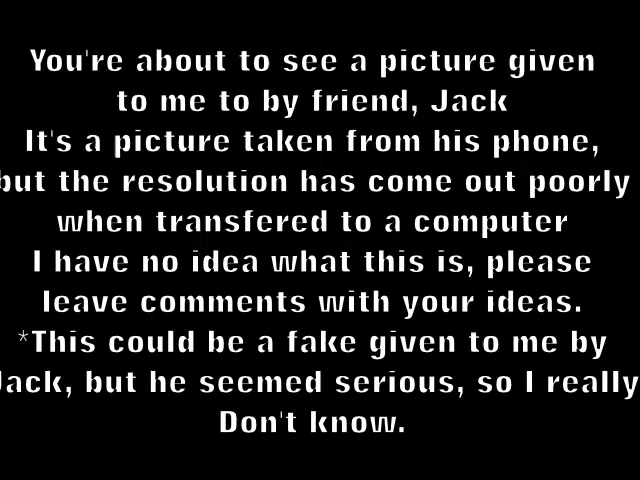 You're about to see a picture given
to me to by friend, Jack
It's a picture taken from his phone,
but the resolution has come out poorly
when transfered to a computer
I have no idea what this is, please
leave comments with your ideas.
*This could be a fake given to me by
Jack, but he seemed serious, so I really
Don't know.